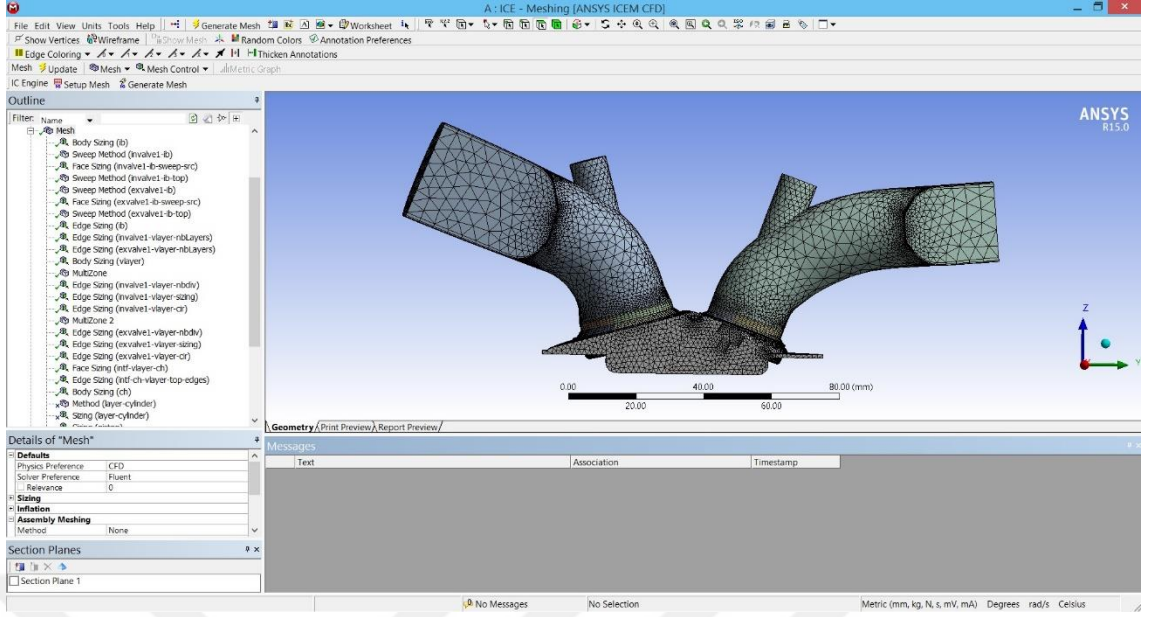 A : ICE - Meshing [ANSYS ICEM CFD]
File Edit View Units Tools Help Generate Mesh Worksheet
Show Vertices Wireframe Show Mesh Random Colors Annotation Preferences
Edge Coloring Thicken Annotations
Mesh Update Mesh Mesh Control Metric Graph
IC Engine Setup Mesh Generate Mesh
Outline
Filter: Name
Mesh
Body Sizing (ib)
Sweep Method (invalve1-ib)
Face Sizing (invalve1-ib-sweep-src)
Sweep Method (invalve1-ib-top)
Sweep Method (exvalve1-ib)
Face Sizing (exvalve1-ib-sweep-src)
Sweep Method (exvalve1-ib-top)
Edge Sizing (ib)
Edge Sizing (invalve1-vlayer-nbLayers)
Edge Sizing (exvalve1-vlayer-nbLayers)
Body Sizing (vlayer)
MultiZone
Edge Sizing (invalve1-vlayer-nbdiv)
Edge Sizing (invalve1-vlayer-sizing)
Edge Sizing (invalve1-vlayer-cir)
MultiZone 2
Edge Sizing (exvalve1-vlayer-nbdiv)
Edge Sizing (exvalve1-vlayer-sizing)
Edge Sizing (exvalve1-vlayer-cir)
Face Sizing (intf-vlayer-ch)
Edge Sizing (intf-ch-vlayer-top-edges)
Body Sizing (ch)
Method (layer-cylinder)
Sizing (layer-cylinder)
ANSYS
R15.0
Z
Y
0.00 40.00 80.00 (mm)
20.00 60.00
Geometry Print Preview Report Preview
Details of "Mesh"
Defaults
Physics Preference CFD
Solver Preference Fluent
Relevance 0
Sizing
Inflation
Assembly Meshing
Method None
Section Planes
Section Plane 1
Messages
Text Association Timestamp
No Messages No Selection Metric (mm, kg, N, s, mV, mA) Degrees rad/s Celsius